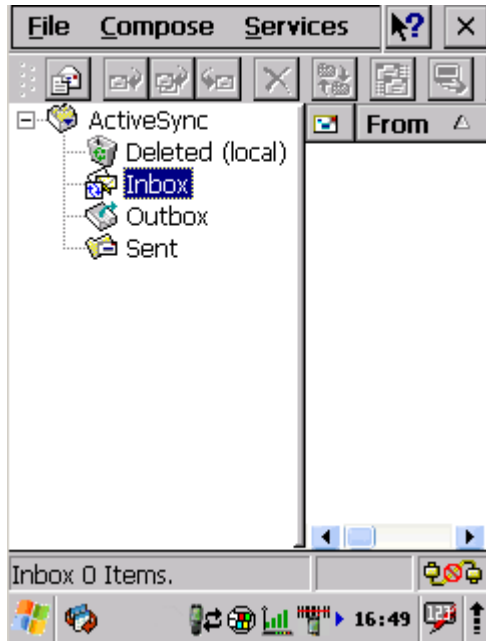 File Compose Services
ActiveSync
From
Deleted (local)
Inbox
Outbox
Sent
Inbox 0 Items.
16:49